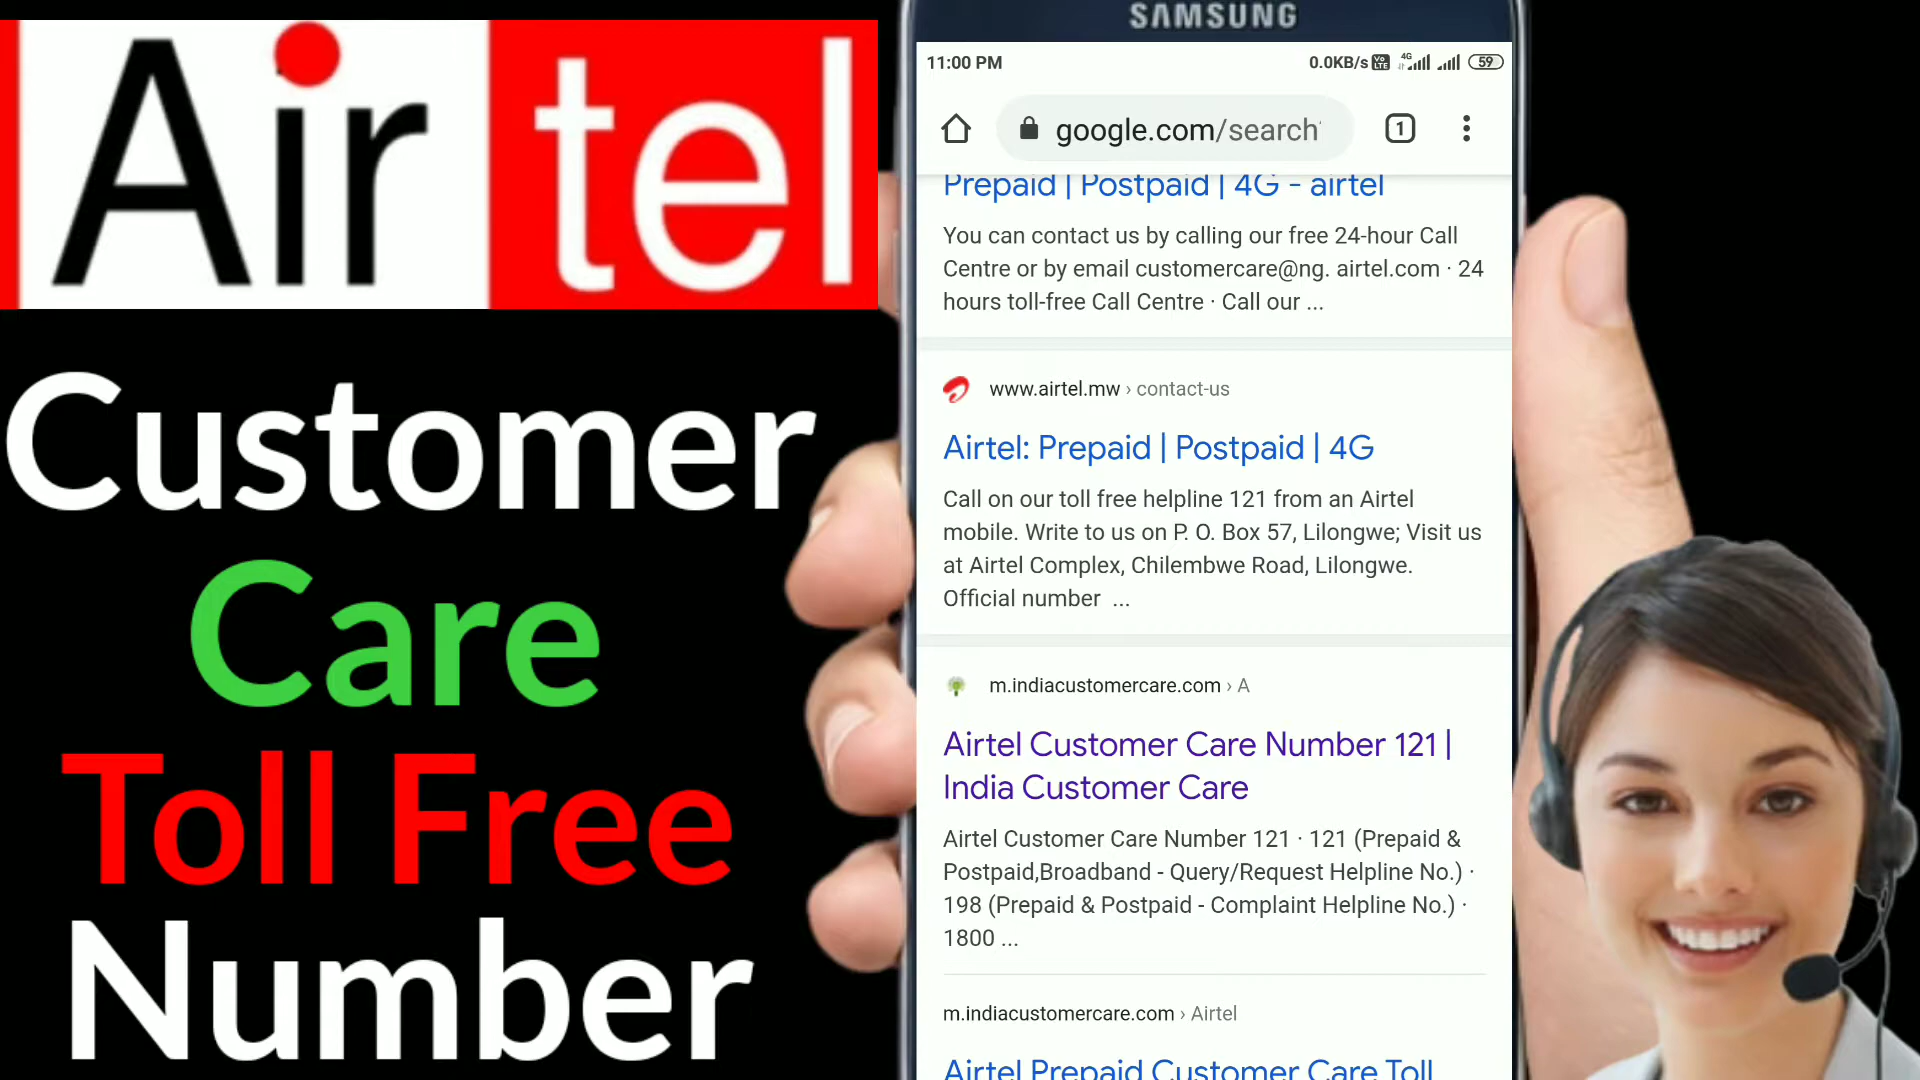 Airtel
Customer
Care
Toll Free
Number
SAMSUNG
11:00 PM
0.0KB/s Vo LTE 4G 59
google.com/search
1
Prepaid | Postpaid | 4G - airtel
You can contact us by calling our free 24-hour Call
Centre or by email customercare@ng. airtel.com · 24
hours toll-free Call Centre · Call our ...
www.airtel.mw › contact-us
Airtel: Prepaid | Postpaid | 4G
Call on our toll free helpline 121 from an Airtel
mobile. Write to us on P. O. Box 57, Lilongwe; Visit us
at Airtel Complex, Chilembwe Road, Lilongwe.
Official number ...
m.indiacustomercare.com › A
Airtel Customer Care Number 121 |
India Customer Care
Airtel Customer Care Number 121 · 121 (Prepaid &
Postpaid,Broadband - Query/Request Helpline No.) ·
198 (Prepaid & Postpaid - Complaint Helpline No.) ·
1800 ...
m.indiacustomercare.com › Airtel
Airtel Prepaid Customer Care Toll